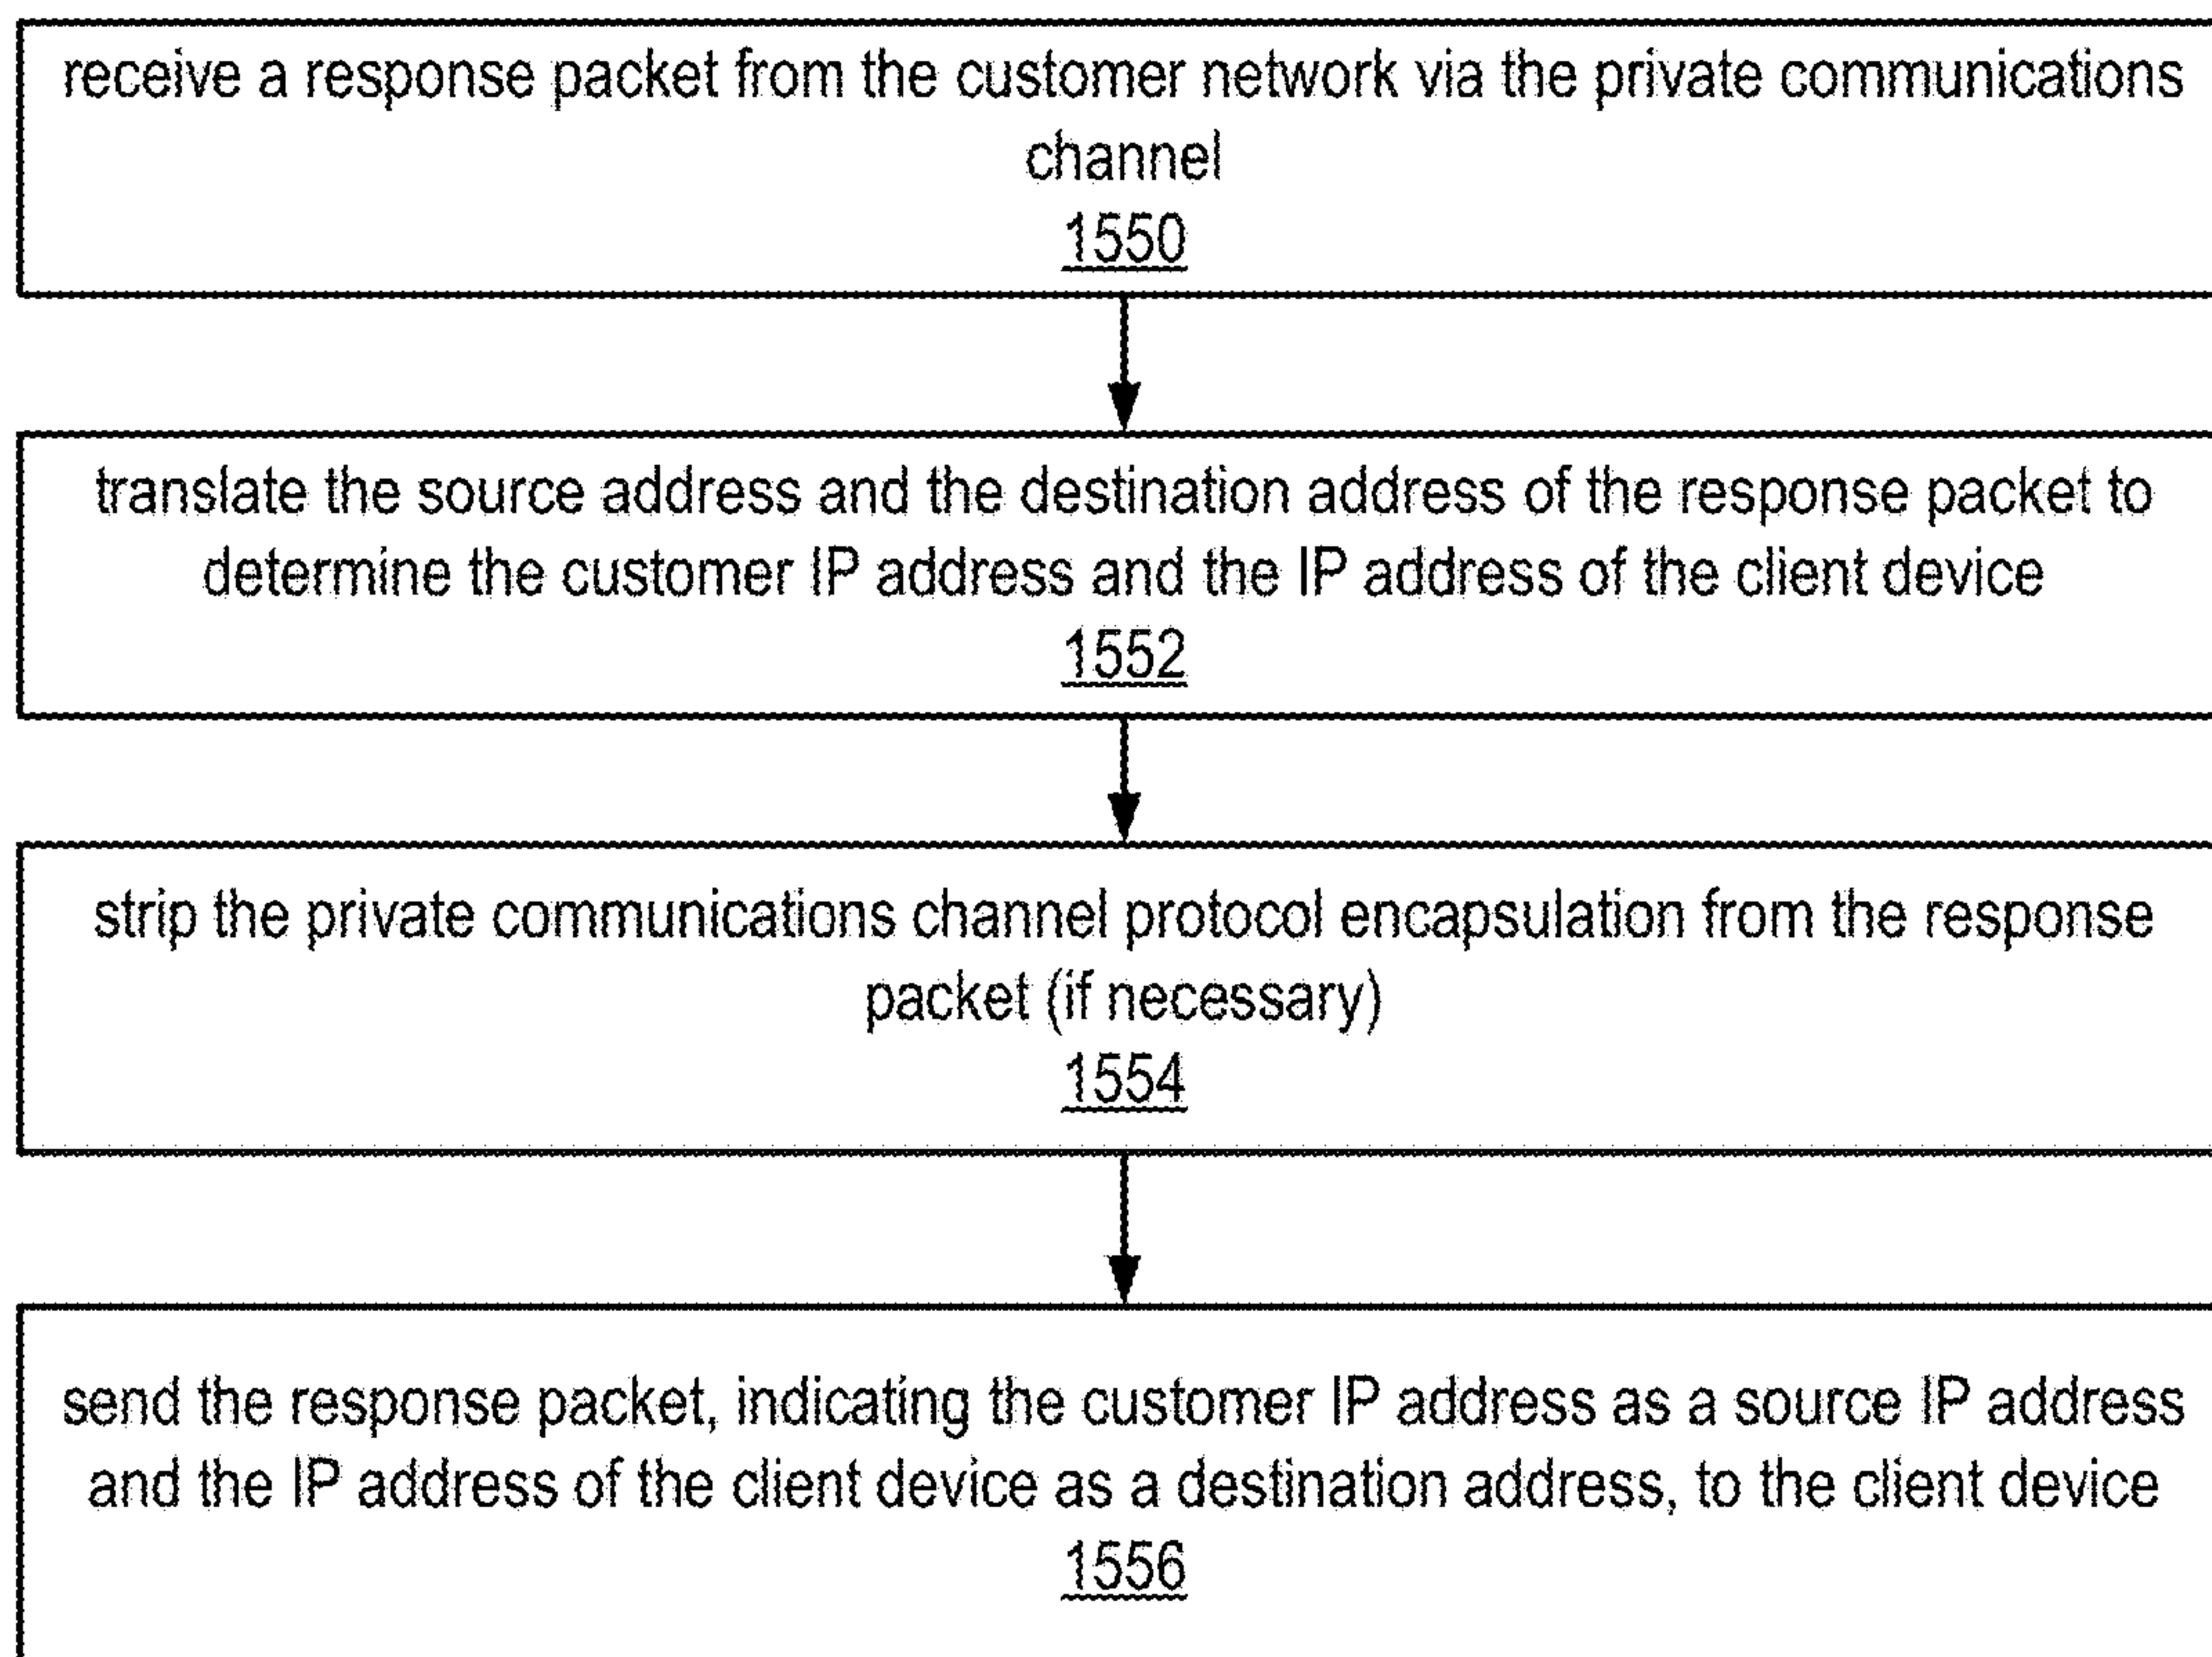 receive a response packet from the customer network via the private communications
channel
1550
translate the source address and the destination address of the response packet to
determine the customer IP address and the IP address of the client device
1552
strip the private communications channel protocol encapsulation from the response
packet (if necessary)
1554
send the response packet, indicating the customer IP address as a source IP address
and the IP address of the client device as a destination address, to the client device
1556